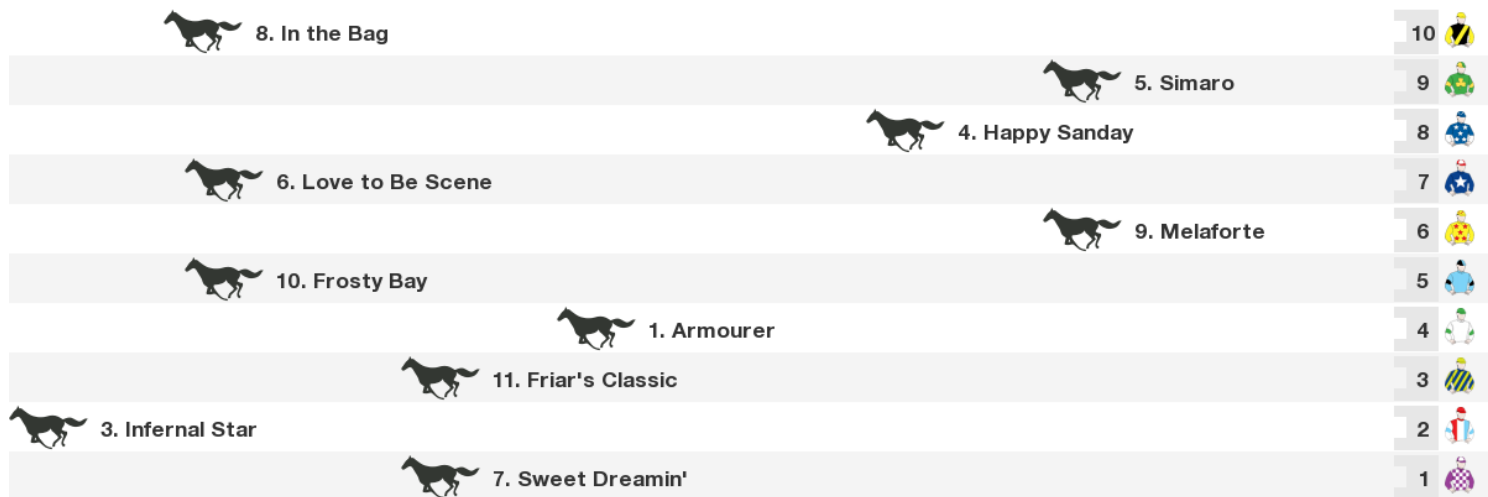 8. In the Bag 10
5. Simaro 9
4. Happy Sanday 8
6. Love to Be Scene 7
9. Melaforte 6
10. Frosty Bay 5
1. Armourer 4
11. Friar's Classic 3
3. Infernal Star 2
7. Sweet Dreamin' 1